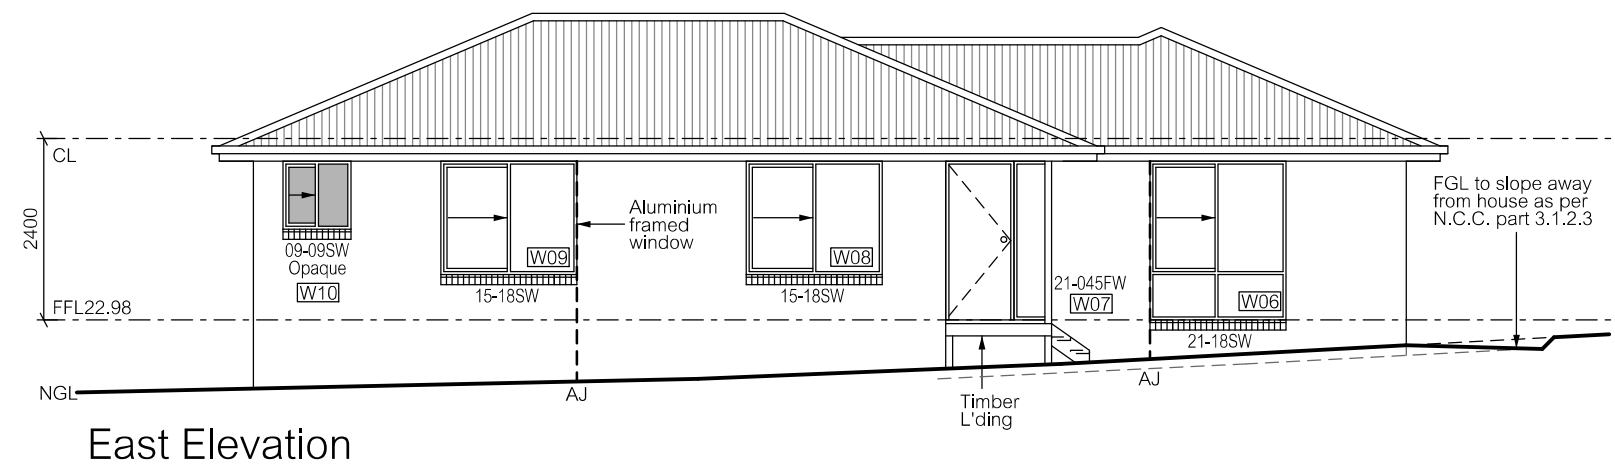 CL
2400
FFL22.98
NGL
09-09SW
Opaque
W10
W09
15-18SW
Aluminium
framed
window
W08
15-18SW
21-045FW
W07
W06
21-18SW
FGL to slope away
from house as per
N.C.C. part 3.1.2.3
AJ
Timber
L'ding
AJ
East Elevation